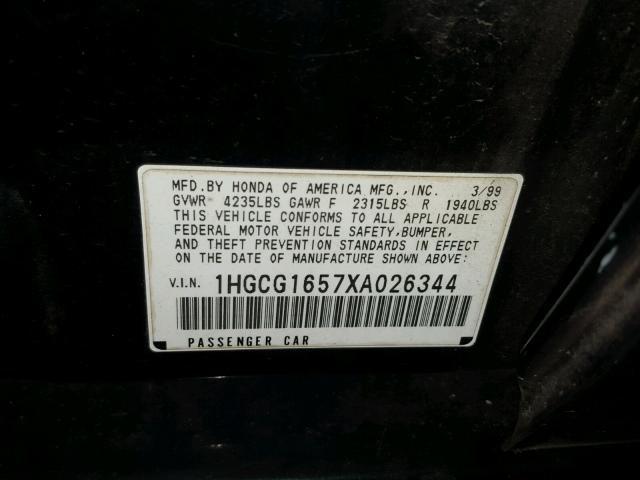 MFD.BY HONDA OF AMERICA MFG.,INC. 3/99
GVWR 4235LBS GAWR F 2315LBS R 1940LBS
THIS VEHICLE CONFORMS TO ALL APPLICABLE
FEDERAL MOTOR VEHICLE SAFETY,BUMPER,
AND THEFT PREVENTION STANDARDS IN EFFECT
ON THE DATE OF MANUFACTURE SHOWN ABOVE:
V.I.N. 1HGCG1657XA026344
PASSENGER CAR